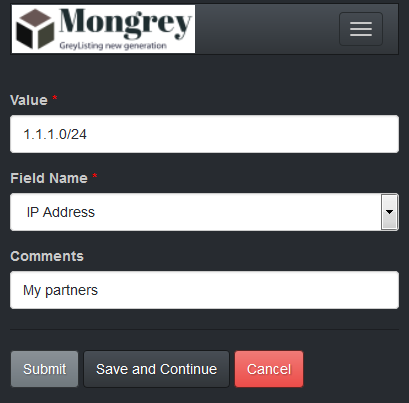 Mongrey
GreyListing new generation
Value *
1.1.1.0/24
Field Name *
IP Address
Comments
My partners
Submit Save and Continue Cancel